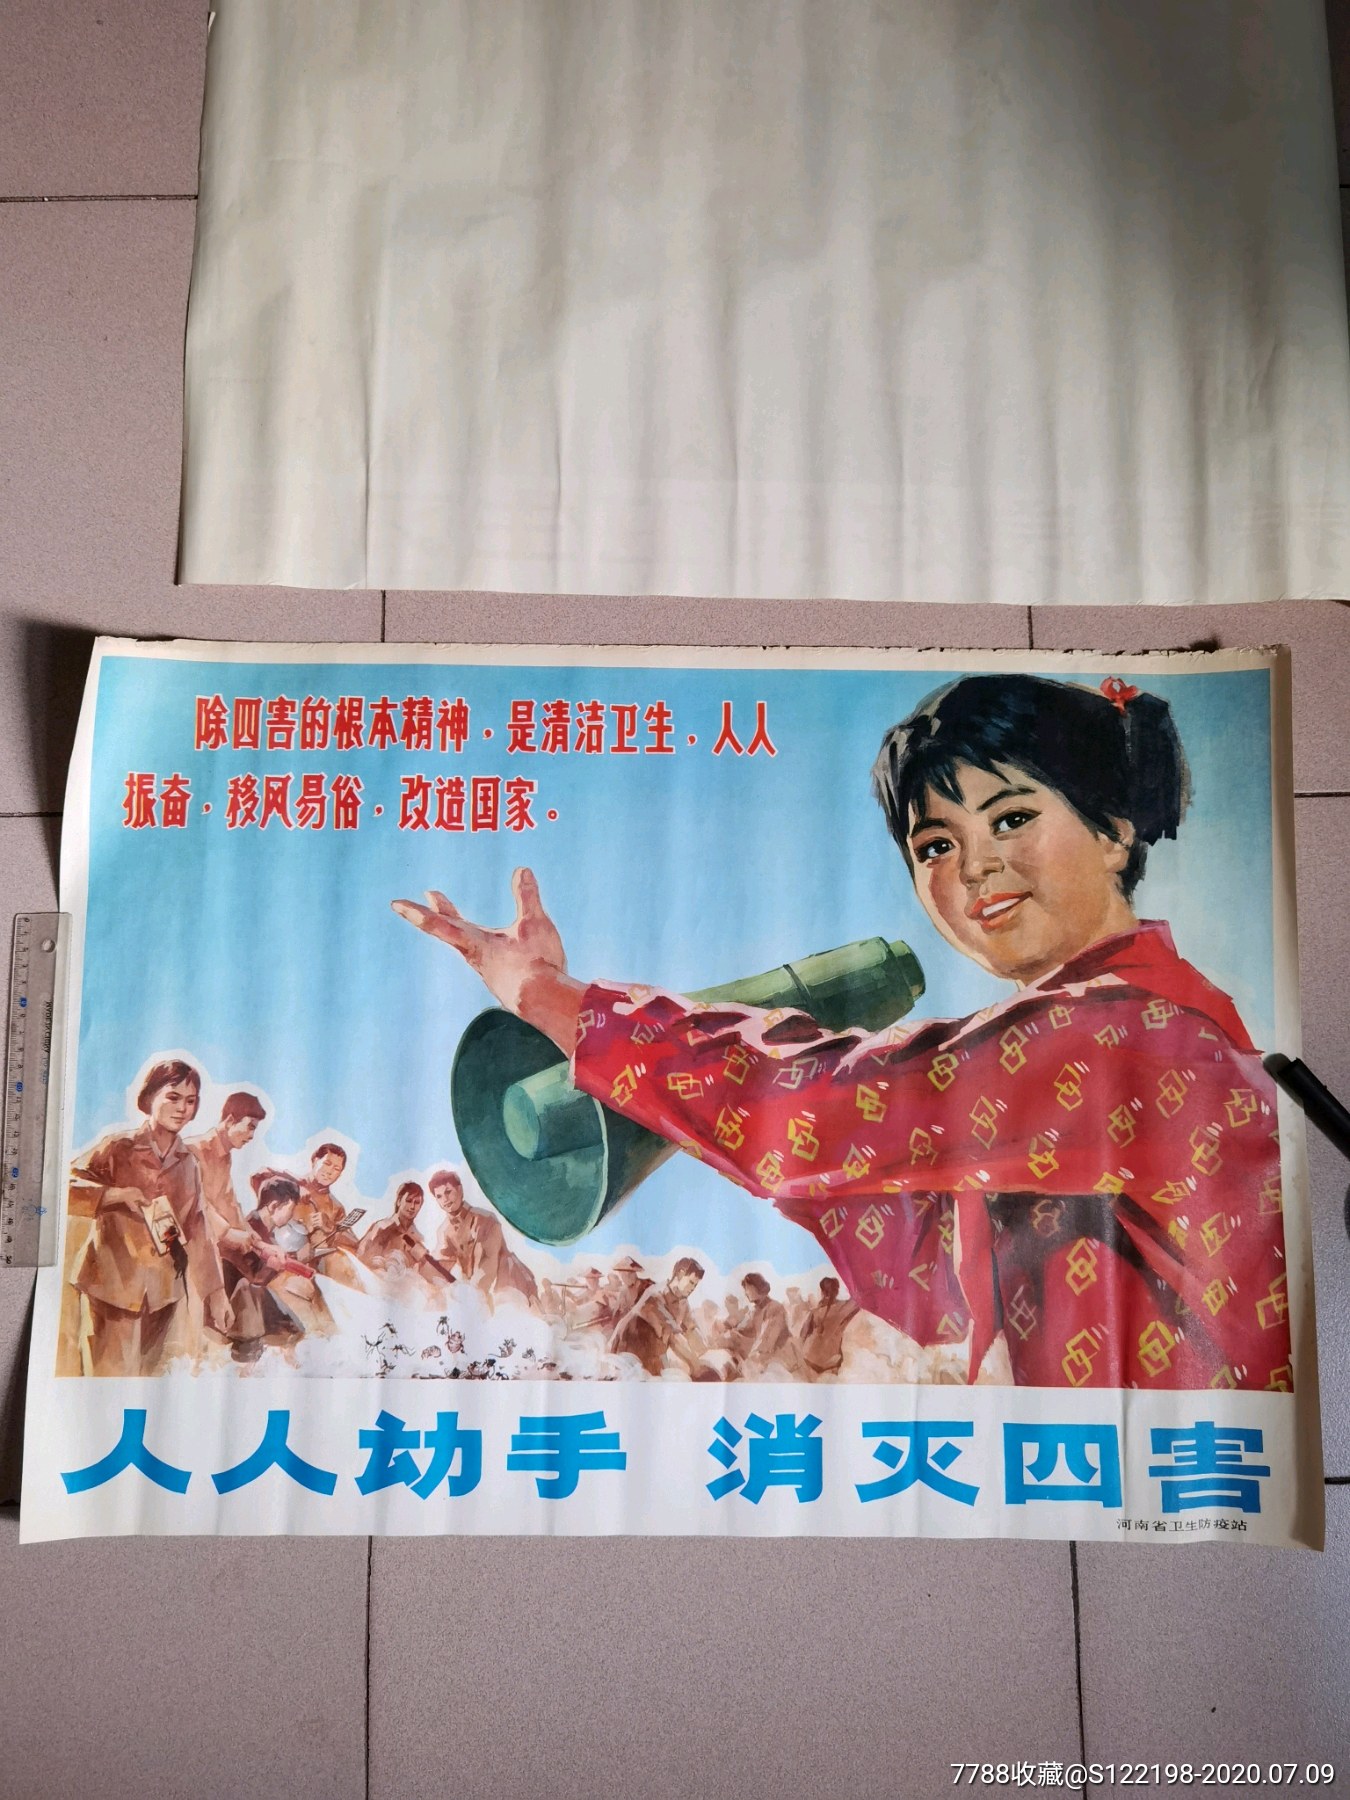 除四害的根本精神，是清洁卫生，人人
振奋，移风易俗，改造国家。
人人动手 消灭四害
河南省卫生防疫站
7788收藏@S122198-2020.07.09